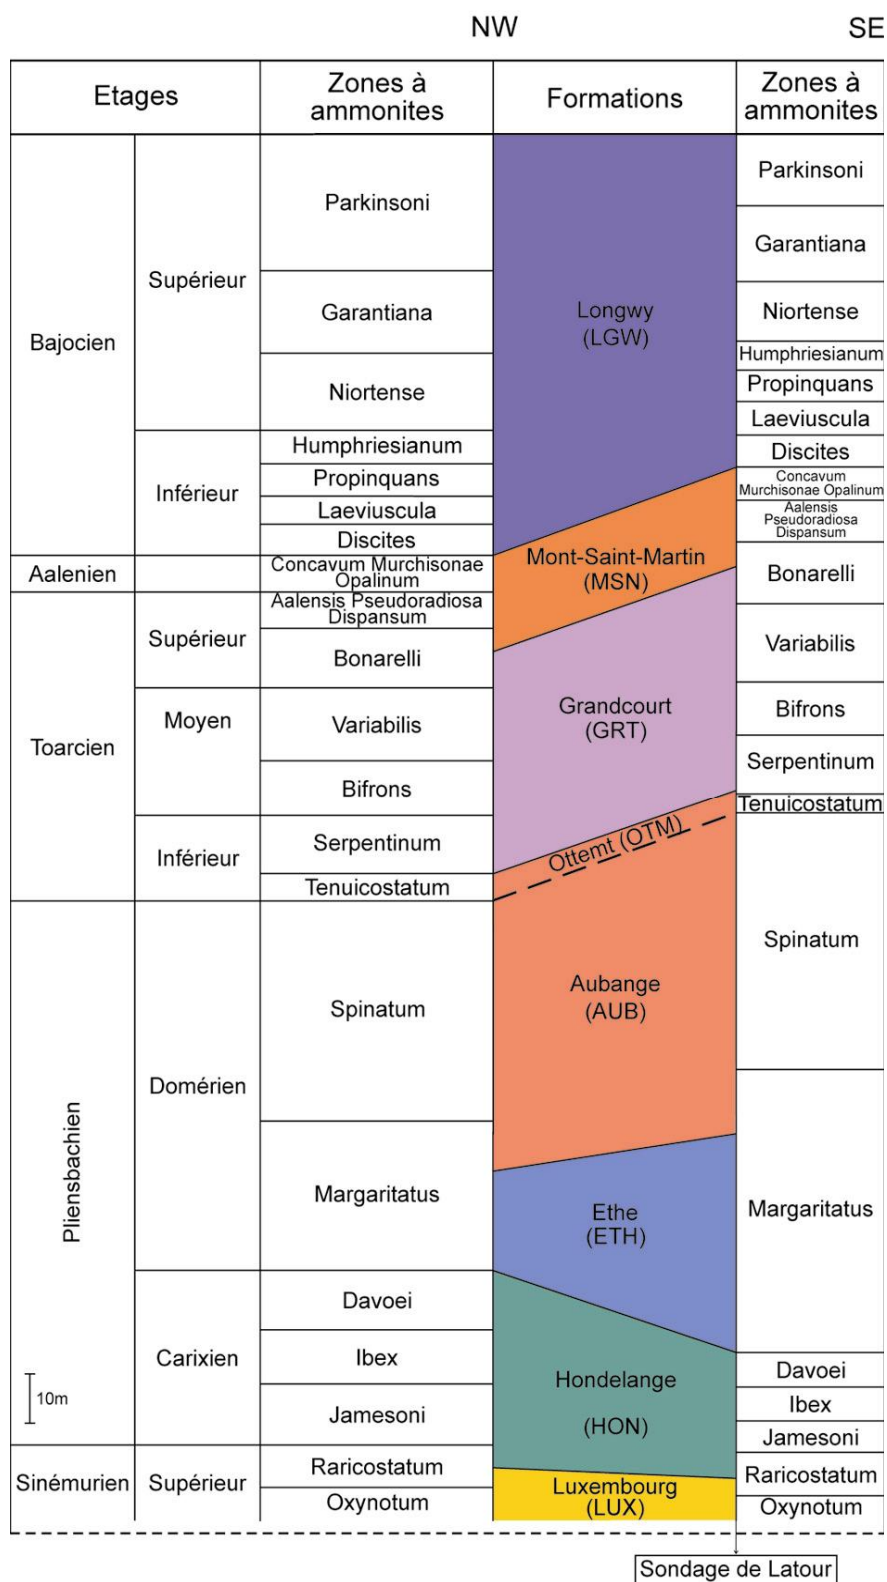 NW
SE
Etages
Zones à
ammonites
Formations
Zones à
ammonites
Bajocien
Supérieur
Inférieur
Aalenien
Toarcien
Supérieur
Moyen
Inférieur
Pliensbachien
Domérien
Carixien
10m
Sinémurien
Supérieur
Parkinsoni
Garantiana
Niortense
Humphriesianum
Propinquans
Laeviuscula
Discites
Concavum Murchisonae
Opalinum
Aalensis Pseudoradiosa
Dispansum
Bonarelli
Variabilis
Bifrons
Serpentinum
Tenuicostatum
Spinatum
Margaritatus
Davoei
Ibex
Jamesoni
Raricostatum
Oxynotum
Longwy
(LGW)
Mont-Saint-Martin
(MSN)
Grandcourt
(GRT)
Ottemt (OTM)
Aubange
(AUB)
Ethe
(ETH)
Hondelange
(HON)
Luxembourg
(LUX)
Parkinsoni
Garantiana
Niortense
Humphriesianum
Propinquans
Laeviuscula
Discites
Concavum
Murchisonae Opalinum
Aalensis
Pseudoradiosa
Dispansum
Bonarelli
Variabilis
Bifrons
Serpentinum
Tenuicostatum
Spinatum
Margaritatus
Davoei
Ibex
Jamesoni
Raricostatum
Oxynotum
Sondage de Latour